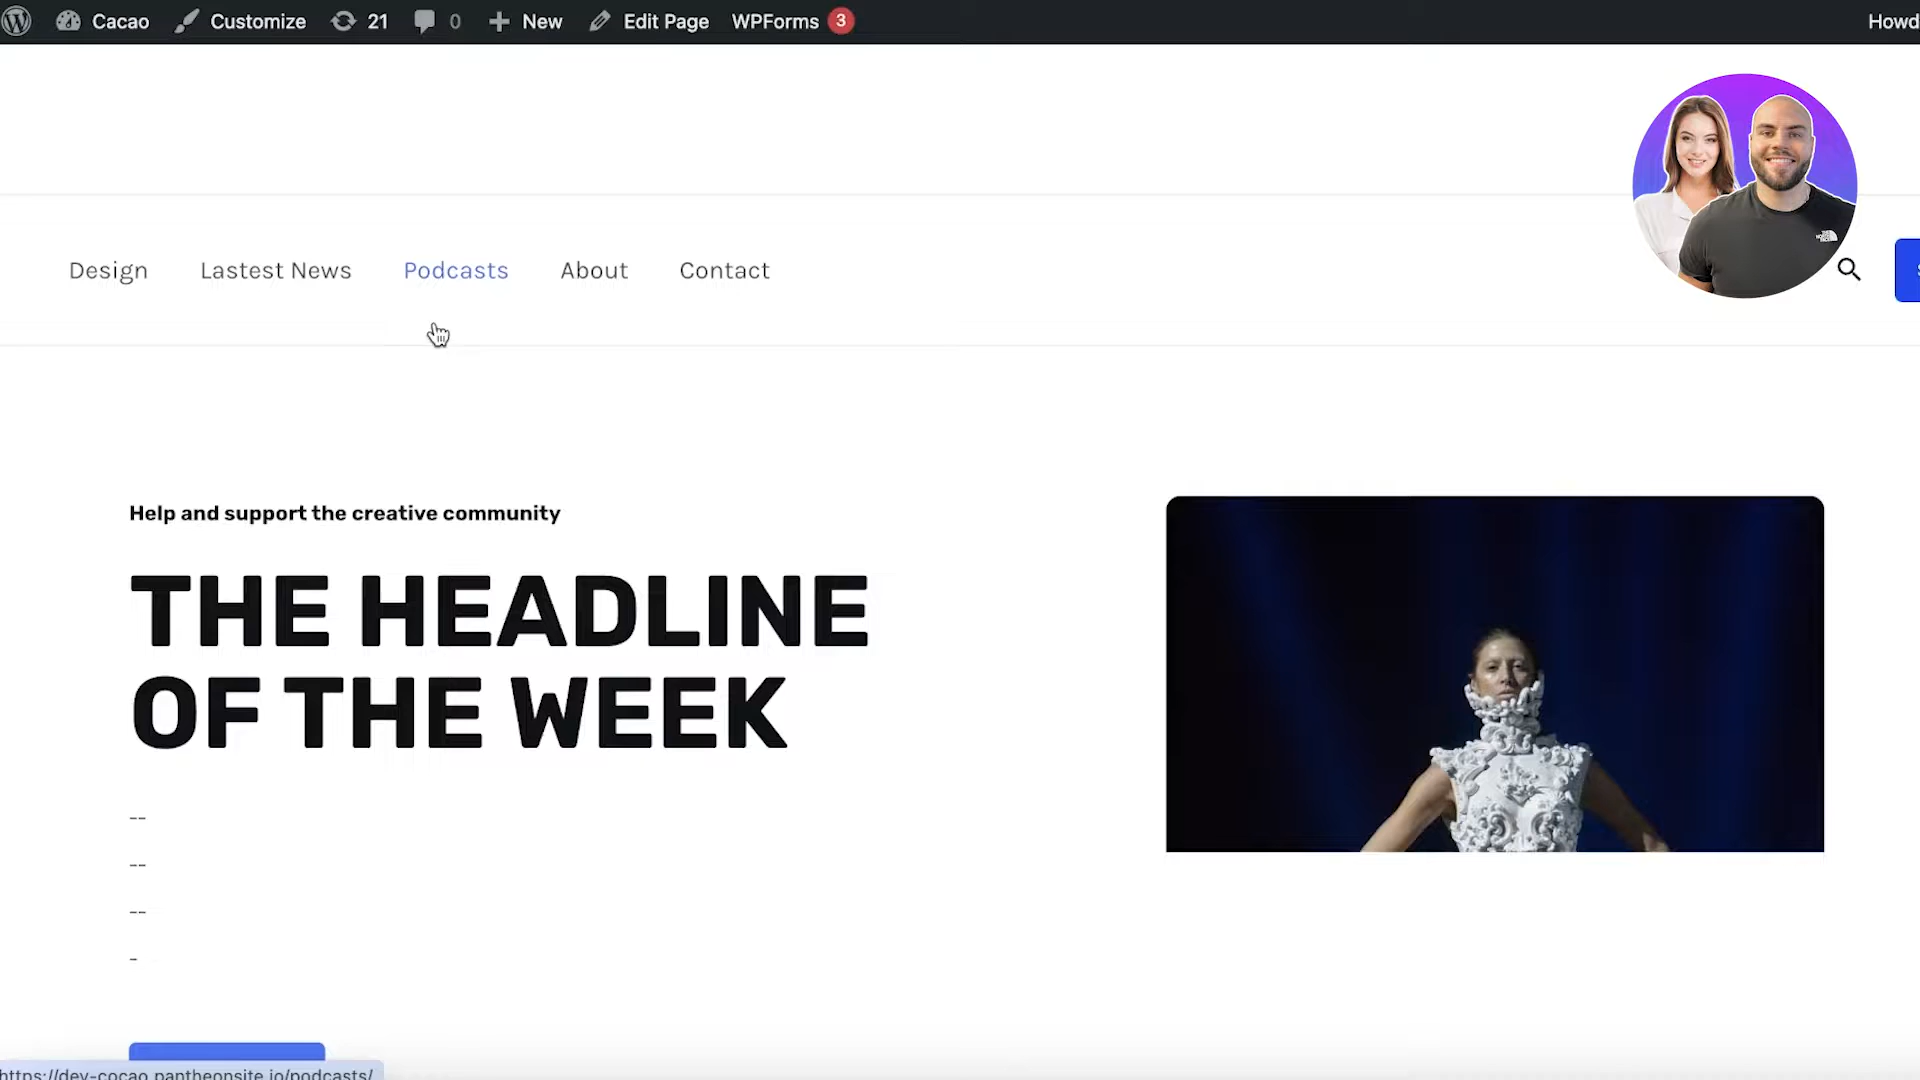 Cacao Customize 21 0 + New Edit Page WPForms 3 Howd
Design Lastest News Podcasts About Contact
Help and support the creative community
THE HEADLINE
OF THE WEEK
--
--
--
-
https://dev-cocao.pantheonsite.io/podcasts/